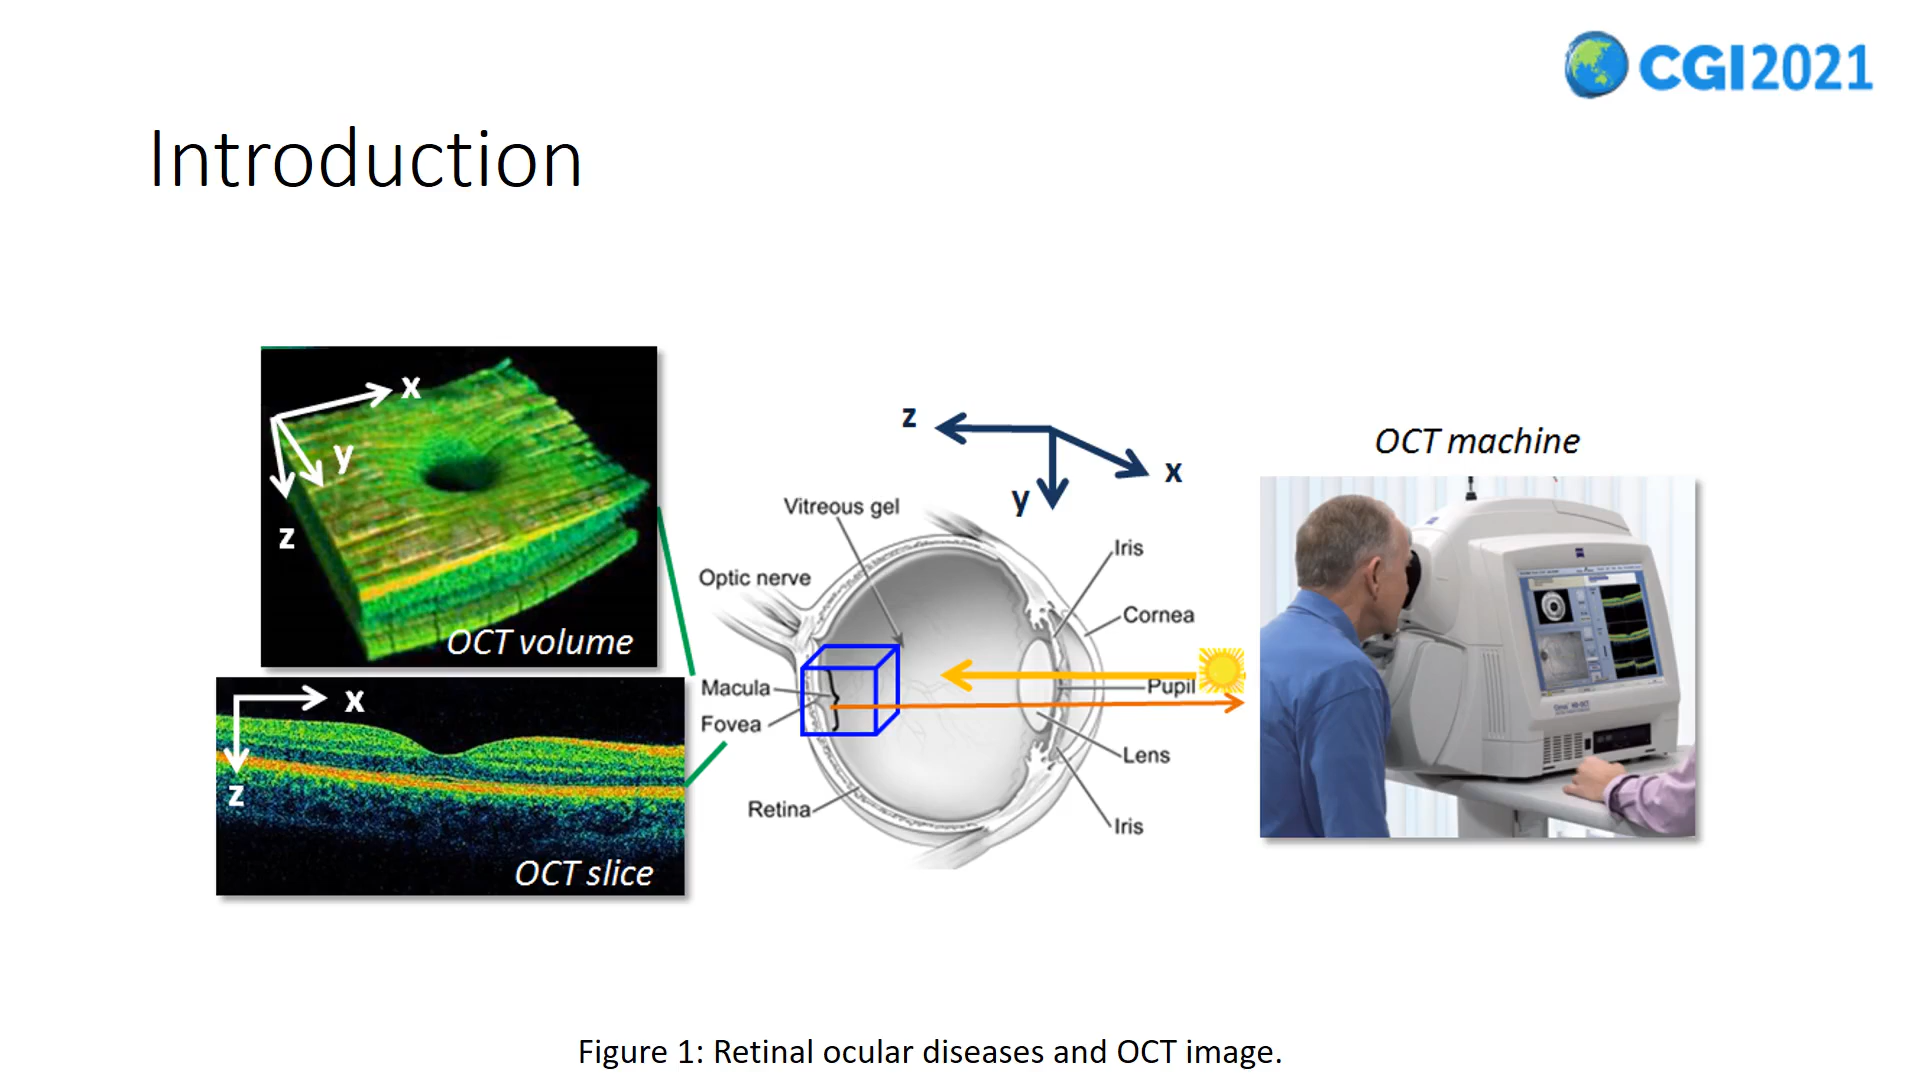 CGI2021
Introduction
x
y
z
OCT volume
x
z
OCT slice
z
x
y
Vitreous gel
Optic nerve
Macula
Fovea
Retina
Iris
Cornea
Pupil
Lens
Iris
OCT machine
Figure 1: Retinal ocular diseases and OCT image.